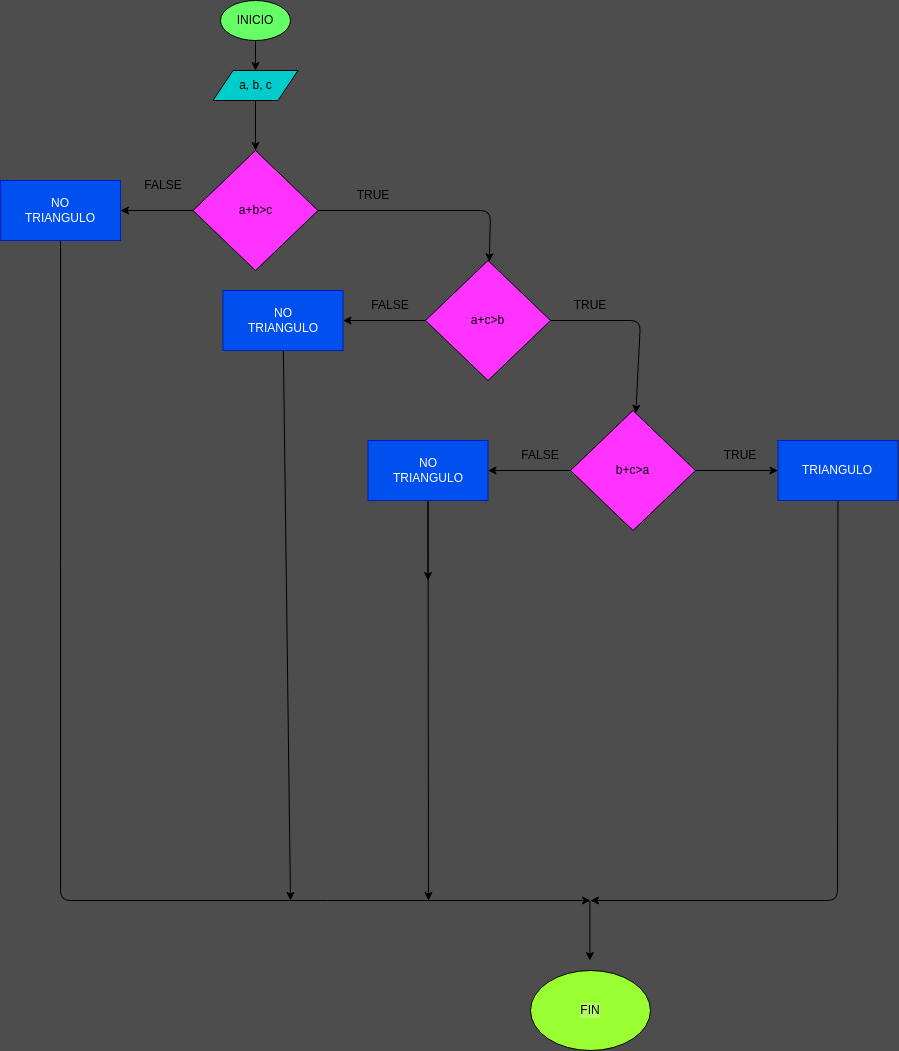 INICIO
a, b, c
FALSE
TRUE
NO
TRIANGULO
a+b>c
FALSE
TRUE
NO
TRIANGULO
a+c>b
FALSE
TRUE
NO
TRIANGULO
b+c>a
TRIANGULO
FIN